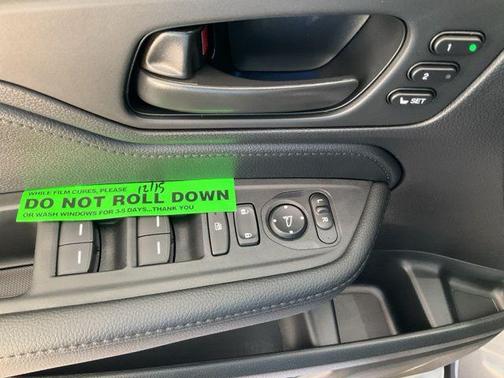 1
2
SET
WHILE FILM CURES, PLEASE 12/15
DO NOT ROLL DOWN
OR WASH WINDOWS FOR 3-5 DAYS...THANK YOU
L
R